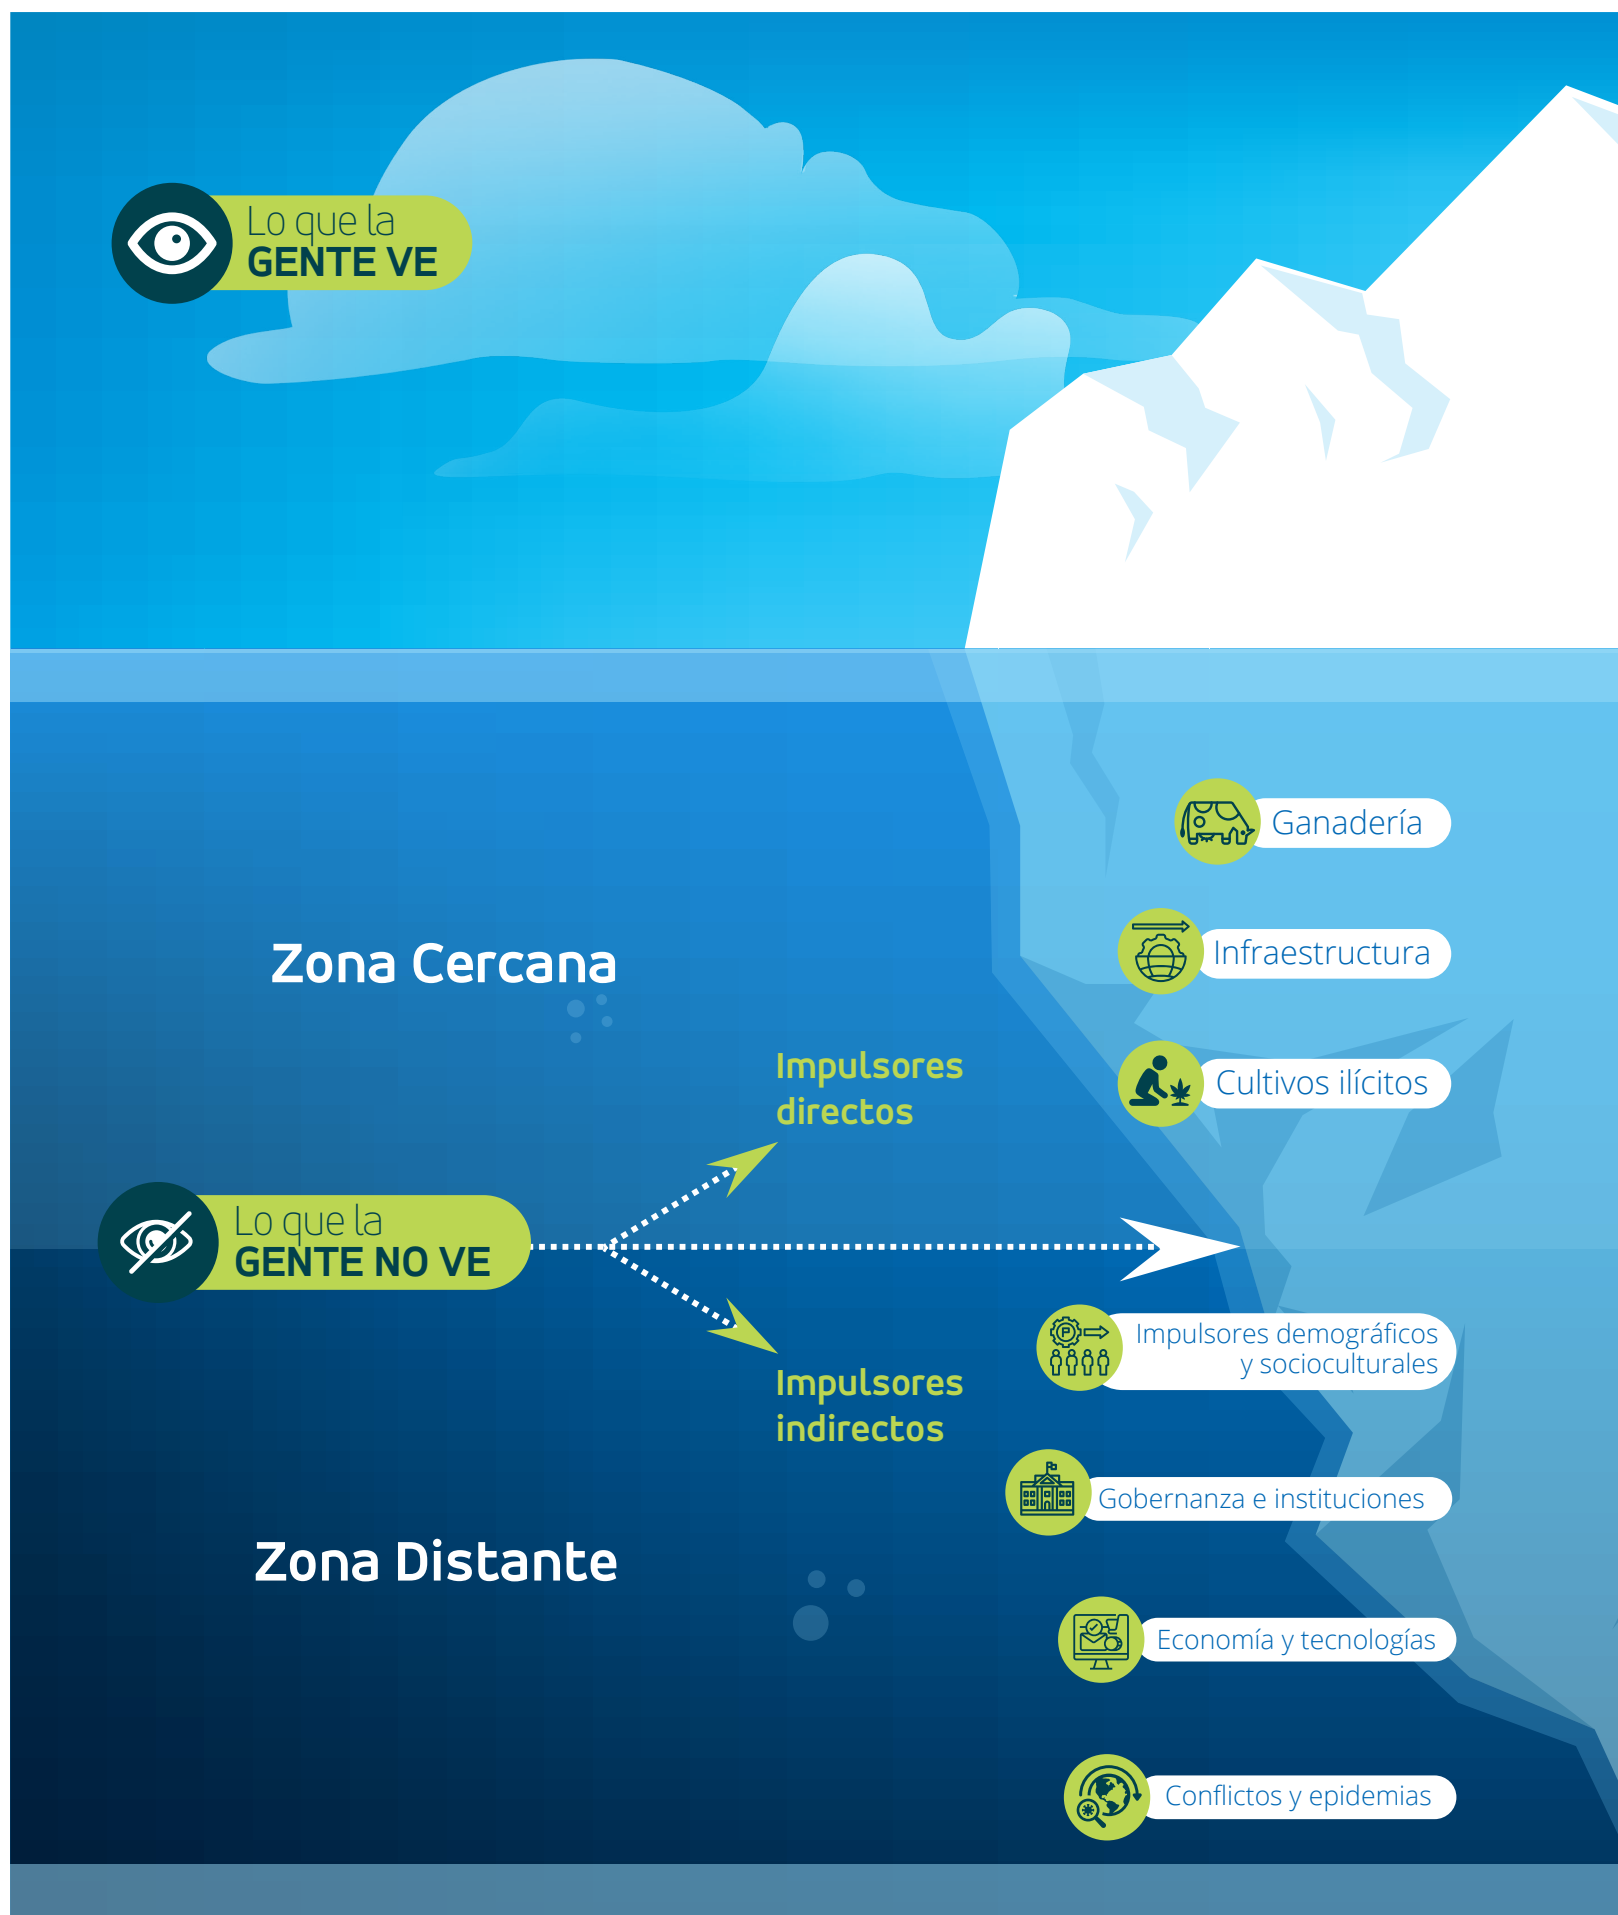 Lo que la
GENTE VE
Ganadería
Zona Cercana
Infraestructura
Impulsores
directos
Cultivos ilícitos
Lo que la
GENTE NO VE
Impulsores demográficos
y socioculturales
Impulsores
indirectos
Gobernanza e instituciones
Zona Distante
Economía y tecnologías
Conflictos y epidemias